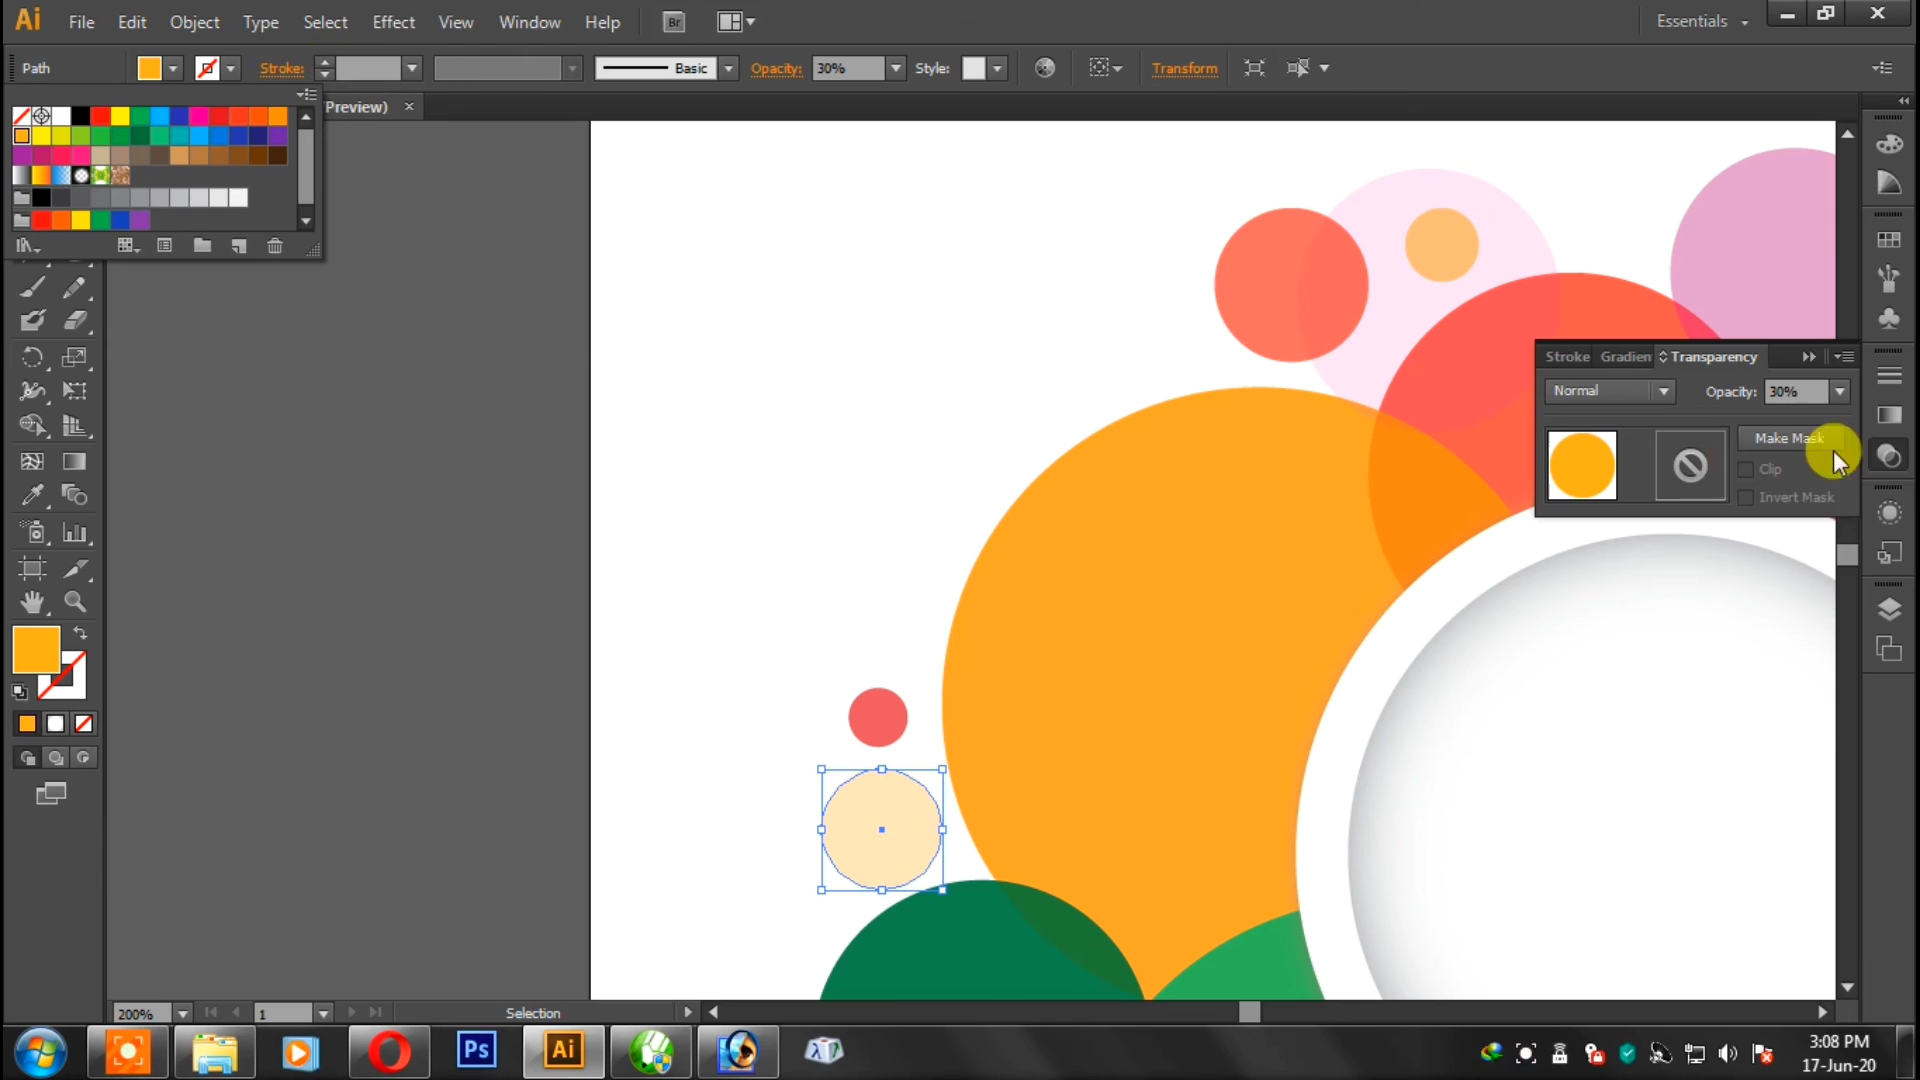 Ai File Edit Object Type Select Effect View Window Help Br Essentials
Path Stroke: Basic Opacity: 30% Style: Transform
(Preview) ×
Stroke Gradien Transparency
Normal Opacity: 30%
Make Mask
Clip
Invert Mask
200% 1 Selection
Ps Ai
3:08 PM
17-Jun-20